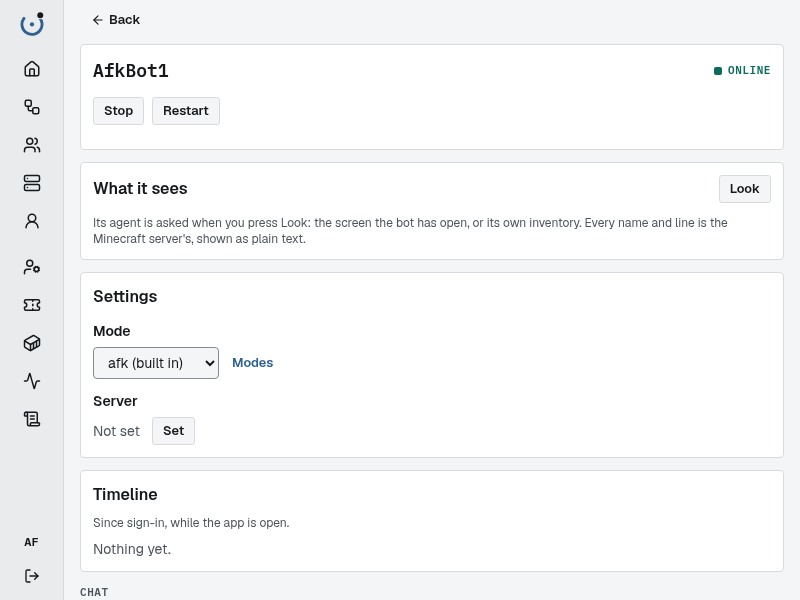 Back
AfkBot1
ONLINE
Stop
Restart
What it sees
Look
Its agent is asked when you press Look: the screen the bot has open, or its own inventory. Every name and line is the
Minecraft server's, shown as plain text.
Settings
Mode
afk (built in)
Modes
Server
Not set
Set
Timeline
Since sign-in, while the app is open.
Nothing yet.
AF
CHAT